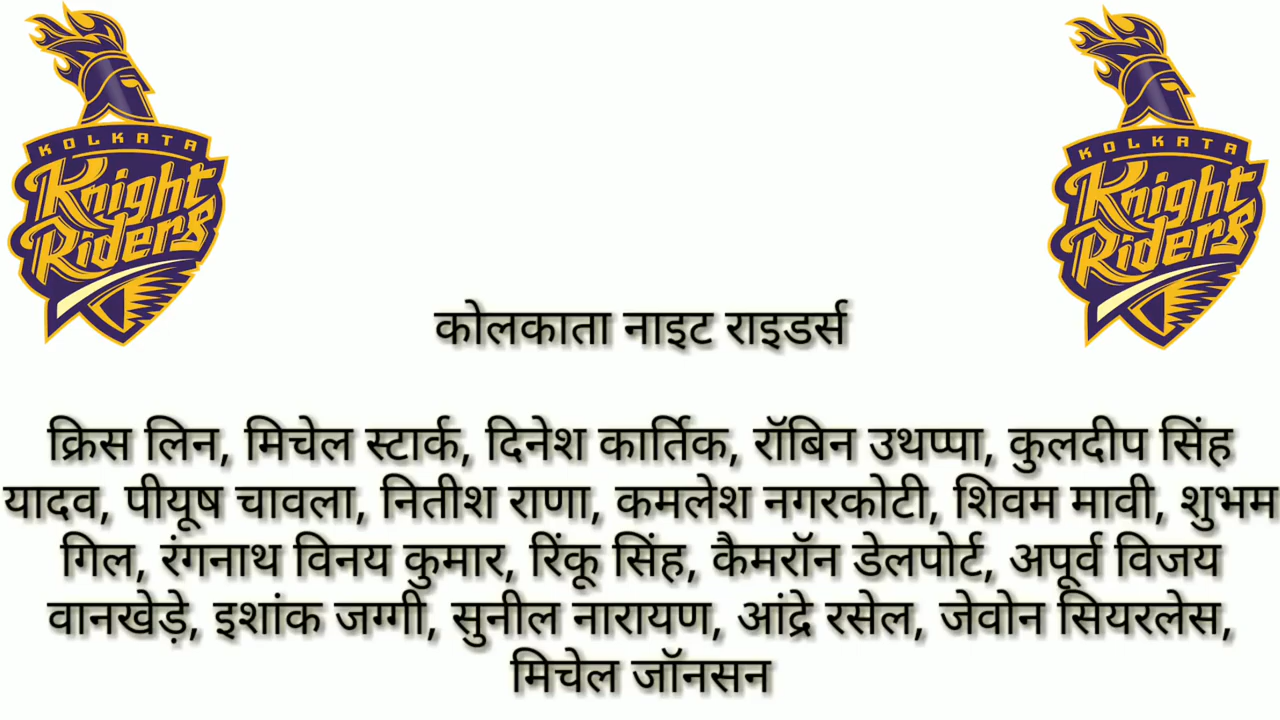 KOLKATA
Knight
Riders
KOLKATA
Knight
Riders
कोलकाता नाइट राइडर्स
क्रिस लिन, मिचेल स्टार्क, दिनेश कार्तिक, रॉबिन उथप्पा, कुलदीप सिंह
यादव, पीयूष चावला, नितीश राणा, कमलेश नगरकोटी, शिवम मावी, शुभम
गिल, रंगनाथ विनय कुमार, रिंकू सिंह, कैमरॉन डेलपोर्ट, अपूर्व विजय
वानखेड़े, इशांक जग्गी, सुनील नारायण, आंद्रे रसेल, जेवोन सियरलेस,
मिचेल जॉनसन